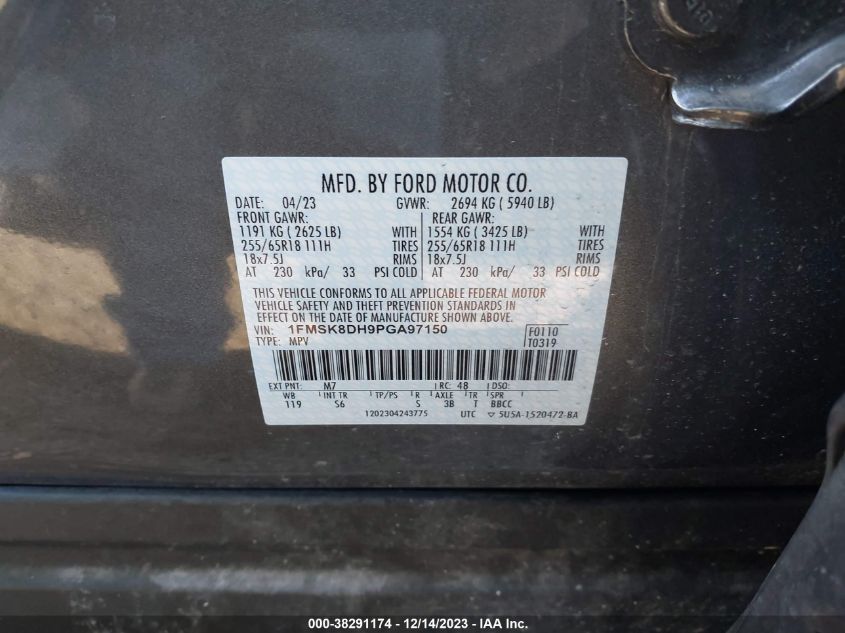 MFD. BY FORD MOTOR CO.
DATE: 04/23 GVWR: 2694 KG ( 5940 LB)
FRONT GAWR: REAR GAWR:
1191 KG ( 2625 LB) WITH 1554 KG ( 3425 LB) WITH
255/65R18 111H TIRES 255/65R18 111H TIRES
18x7.5J RIMS 18x7.5J RIMS
AT 230 kPa/ 33 PSI COLD AT 230 kPa/ 33 PSI COLD
THIS VEHICLE CONFORMS TO ALL APPLICABLE FEDERAL MOTOR
VEHICLE SAFETY AND THEFT PREVENTION STANDARDS IN
EFFECT ON THE DATE OF MANUFACTURE SHOWN ABOVE.
VIN: 1FMSK8DH9PGA97150 F0110
TYPE: MPV T0319
EXT PNT: M7 RC: 48 DSO:
WB INT TR TP/PS R AXLE TR SPR
119 S6 S 3B T BBCC
1202304243775 UTC ▽ 5U5A-1520472-BA
000-38291174 - 12/14/2023 - IAA Inc.